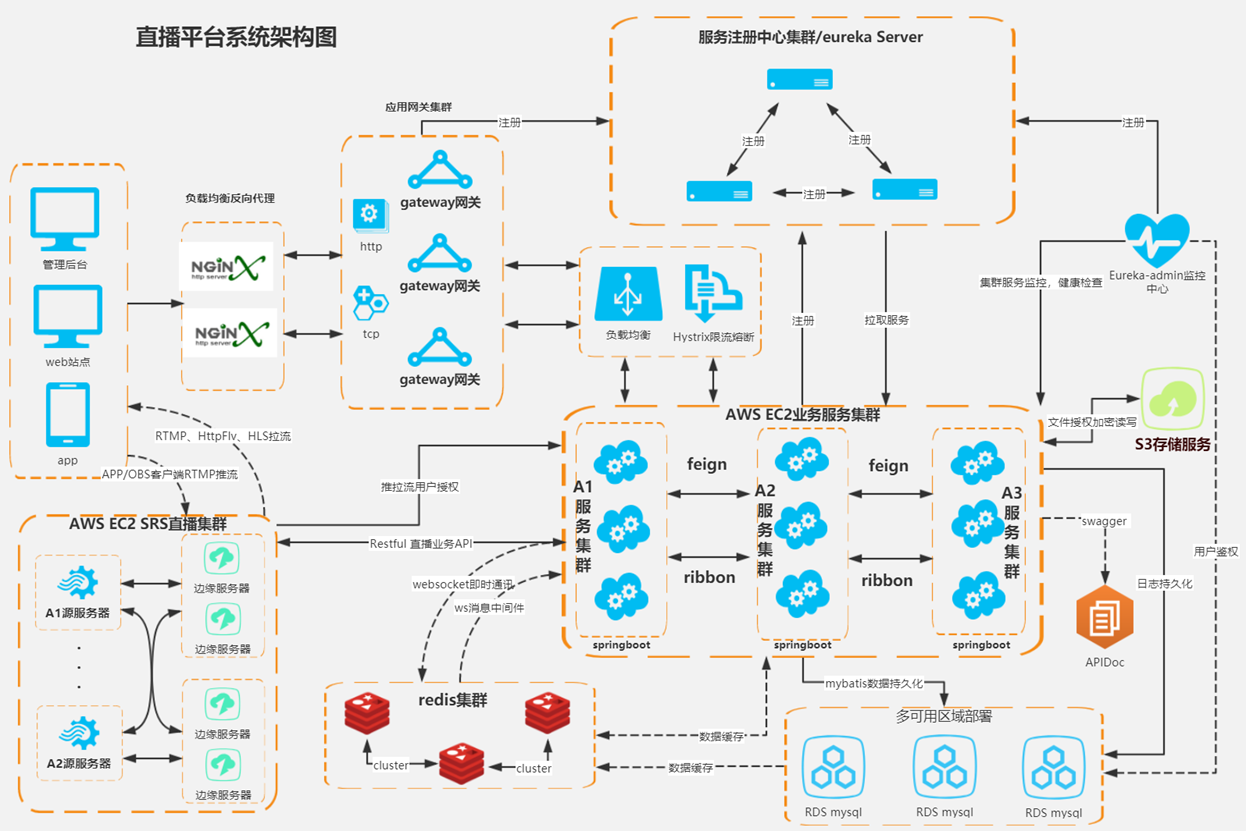 直播平台系统架构图
服务注册中心集群/eureka Server
注册
注册
注册
应用网关集群
注册
注册
管理后台
web站点
app
负载均衡反向代理
NGiNX
http server
NGiNX
http server
http
tcp
gateway网关
gateway网关
gateway网关
负载均衡
Hystrix限流熔断
注册
拉取服务
集群服务监控，健康检查
Eureka-admin监控
中心
文件授权加密读写
S3存储服务
RTMP、HttpFlv、HLS拉流
APP/OBS客户端RTMP推流
推拉流用户授权
Restful 直播业务API
websocket即时通讯
ws消息中间件
AWS EC2业务服务集群
A1
服
务
集
群
springboot
feign
ribbon
A2
服
务
集
群
springboot
feign
ribbon
A3
服
务
集
群
springboot
swagger
APIDoc
日志持久化
用户鉴权
AWS EC2 SRS直播集群
A1源服务器
A2源服务器
边缘服务器
边缘服务器
边缘服务器
边缘服务器
redis集群
cluster
cluster
数据缓存
数据缓存
mybatis数据持久化
多可用区域部署
RDS mysql
RDS mysql
RDS mysql